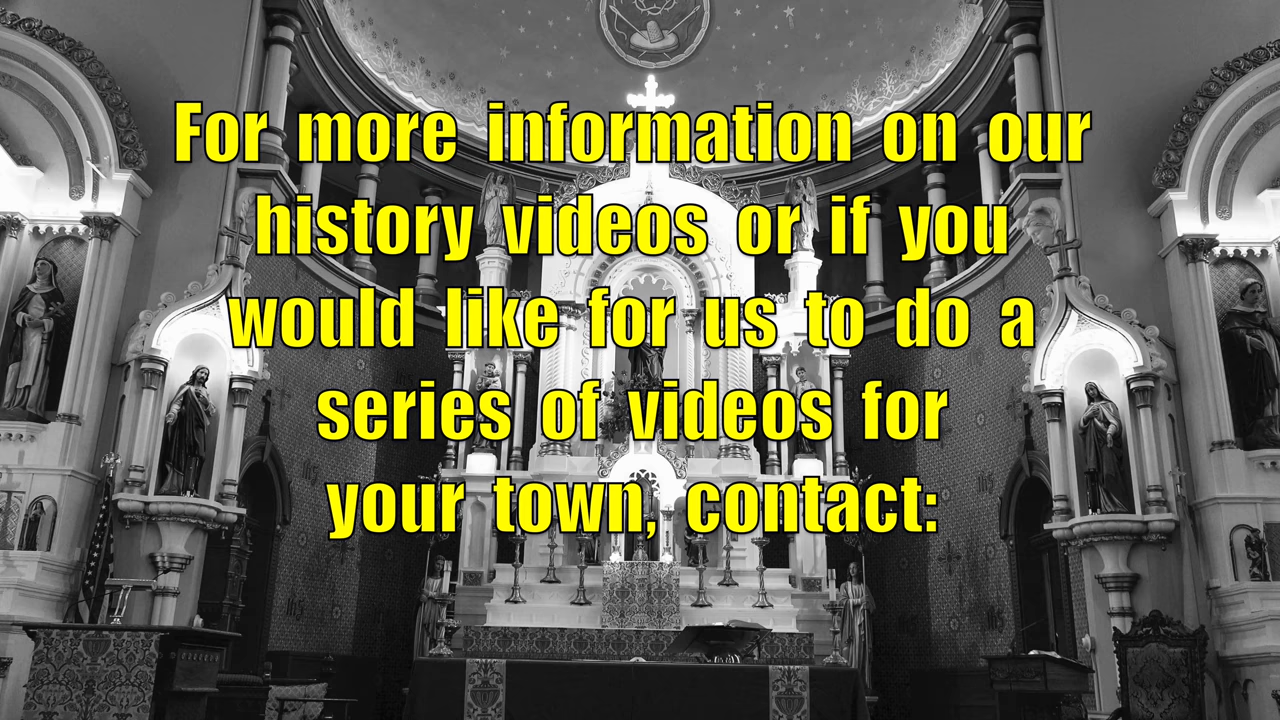 For more information on our
history videos or if you
would like for us to do a
series of videos for
your town, contact: